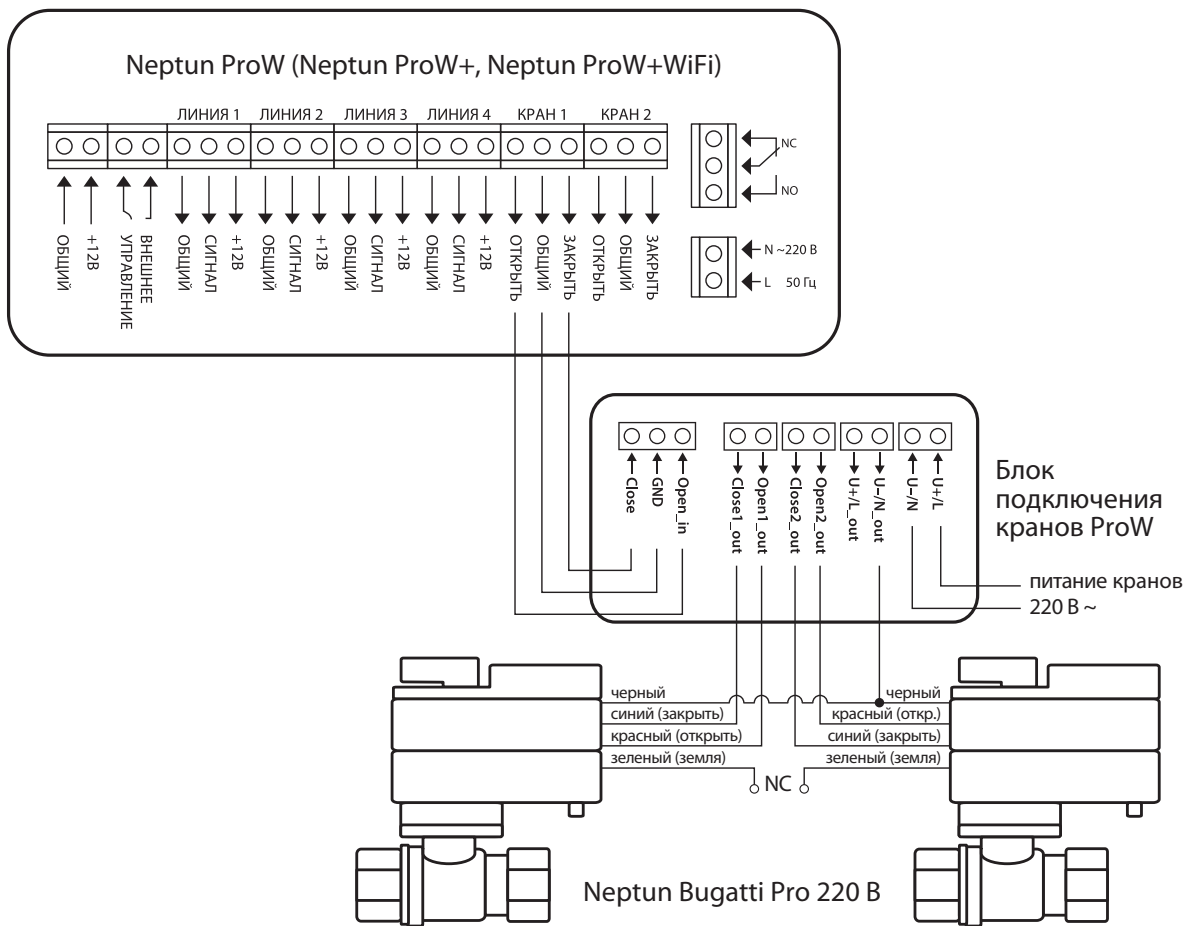 Neptun ProW (Neptun ProW+, Neptun ProW+WiFi)
ЛИНИЯ 1
ЛИНИЯ 2
ЛИНИЯ 3
ЛИНИЯ 4
КРАН 1
КРАН 2
NC
NO
ОБЩИЙ
+12В
ВНЕШНЕЕ
УПРАВЛЕНИЕ
ОБЩИЙ
СИГНАЛ
+12В
ОБЩИЙ
СИГНАЛ
+12В
ОБЩИЙ
СИГНАЛ
+12В
ОБЩИЙ
СИГНАЛ
+12В
ОТКРЫТЬ
ОБЩИЙ
ЗАКРЫТЬ
ОТКРЫТЬ
ОБЩИЙ
ЗАКРЫТЬ
N ~220 В
L 50 Гц
Close
GND
Open_in
Close1_out
Open1_out
Close2_out
Open2_out
U+/L_out
U–/N_out
U–/N
U+/L
Блок
подключения
кранов ProW
питание кранов
220 В ~
черный
синий (закрыть)
красный (открыть)
зеленый (земля)
черный
красный (откр.)
синий (закрыть)
зеленый (земля)
NC
Neptun Bugatti Pro 220 В